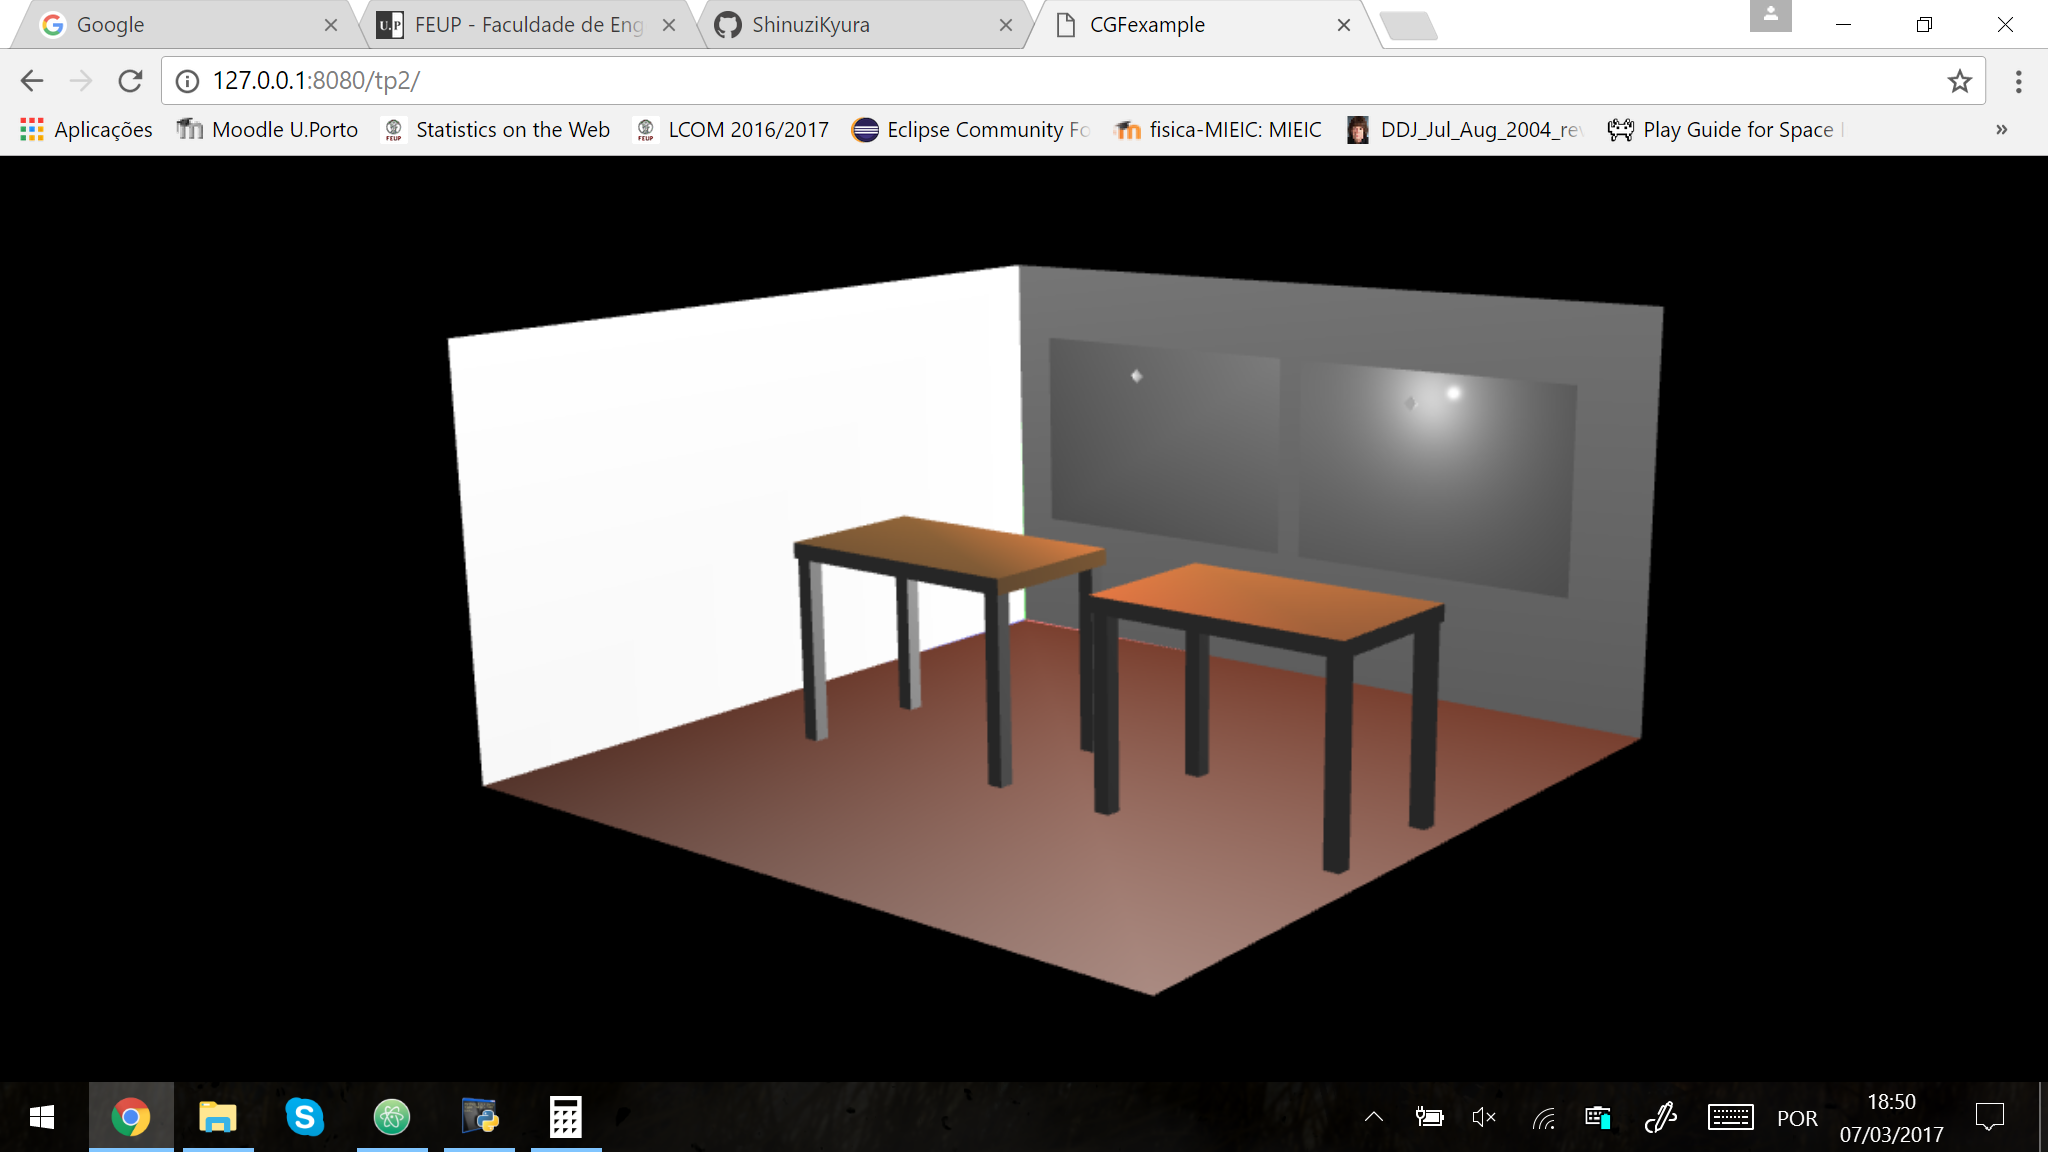 Google
FEUP - Faculdade de Eng
ShinuziKyura
CGFexample
127.0.0.1:8080/tp2/
Aplicações
Moodle U.Porto
Statistics on the Web
LCOM 2016/2017
Eclipse Community Fo
fisica-MIEIC: MIEIC
DDJ_Jul_Aug_2004_rev
Play Guide for Space
»
POR
18:50
07/03/2017